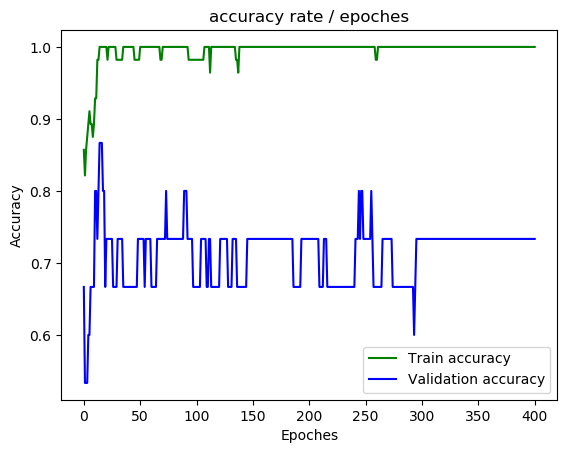 accuracy rate / epoches
1.0
0.9
0.8
0.7
0.6
Accuracy
Train accuracy
Validation accuracy
0 50 100 150 200 250 300 350 400
Epoches